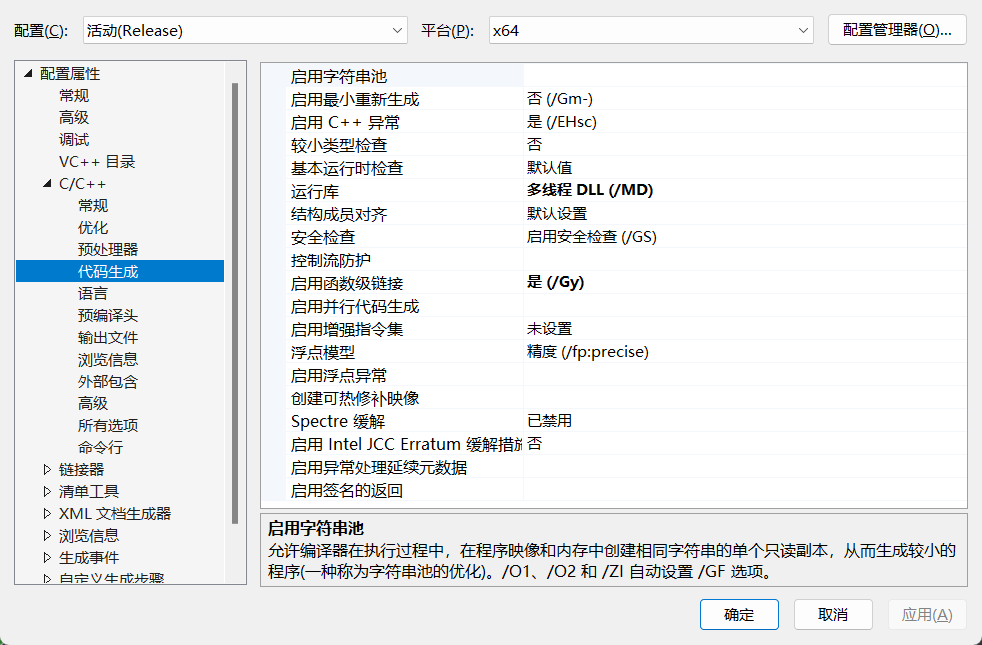 配置(C): 活动(Release) 平台(P): x64 配置管理器(O)...
配置属性
常规
高级
调试
VC++ 目录
C/C++
常规
优化
预处理器
代码生成
语言
预编译头
输出文件
浏览信息
外部包含
高级
所有选项
命令行
链接器
清单工具
XML 文档生成器
浏览信息
生成事件
自定义生成步骤
启用字符串池
启用最小重新生成 否 (/Gm-)
启用 C++ 异常 是 (/EHsc)
较小类型检查 否
基本运行时检查 默认值
运行库 多线程 DLL (/MD)
结构成员对齐 默认设置
安全检查 启用安全检查 (/GS)
控制流防护
启用函数级链接 是 (/Gy)
启用并行代码生成
启用增强指令集 未设置
浮点模型 精度 (/fp:precise)
启用浮点异常
创建可热修补映像
Spectre 缓解 已禁用
启用 Intel JCC Erratum 缓解措施 否
启用异常处理延续元数据
启用签名的返回
启用字符串池
允许编译器在执行过程中，在程序映像和内存中创建相同字符串的单个只读副本，从而生成较小的
程序(一种称为字符串池的优化)。/O1、/O2 和 /ZI 自动设置 /GF 选项。
确定 取消 应用(A)